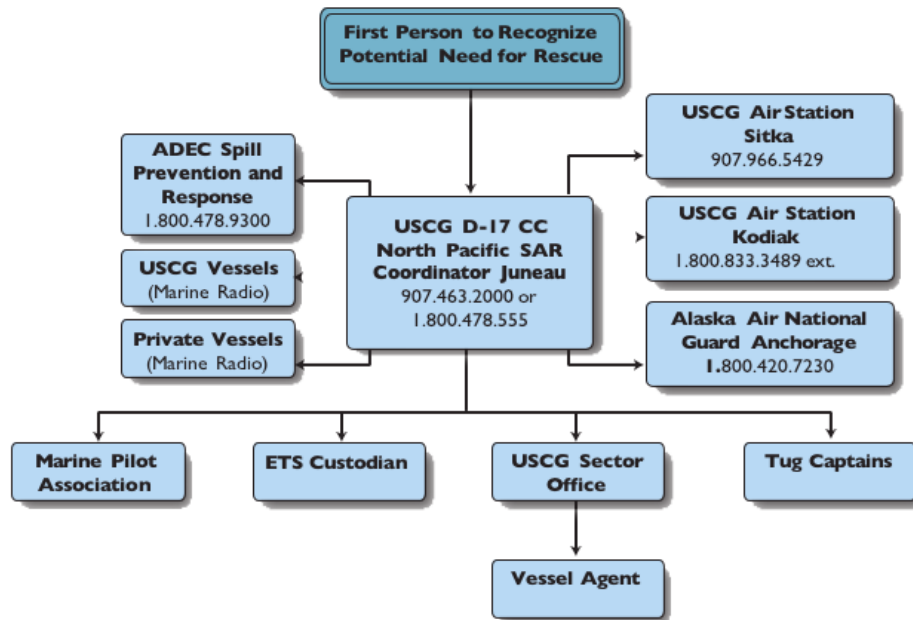 First Person to Recognize
Potential Need for Rescue
ADEC Spill
Prevention and
Response
1.800.478.9300
USCG Vessels
(Marine Radio)
Private Vessels
(Marine Radio)
USCG D-17 CC
North Pacific SAR
Coordinator Juneau
907.463.2000 or
1.800.478.555
USCG Air Station
Sitka
907.966.5429
USCG Air Station
Kodiak
1.800.833.3489 ext.
Alaska Air National
Guard Anchorage
1.800.420.7230
Marine Pilot
Association
ETS Custodian
USCG Sector
Office
Tug Captains
Vessel Agent